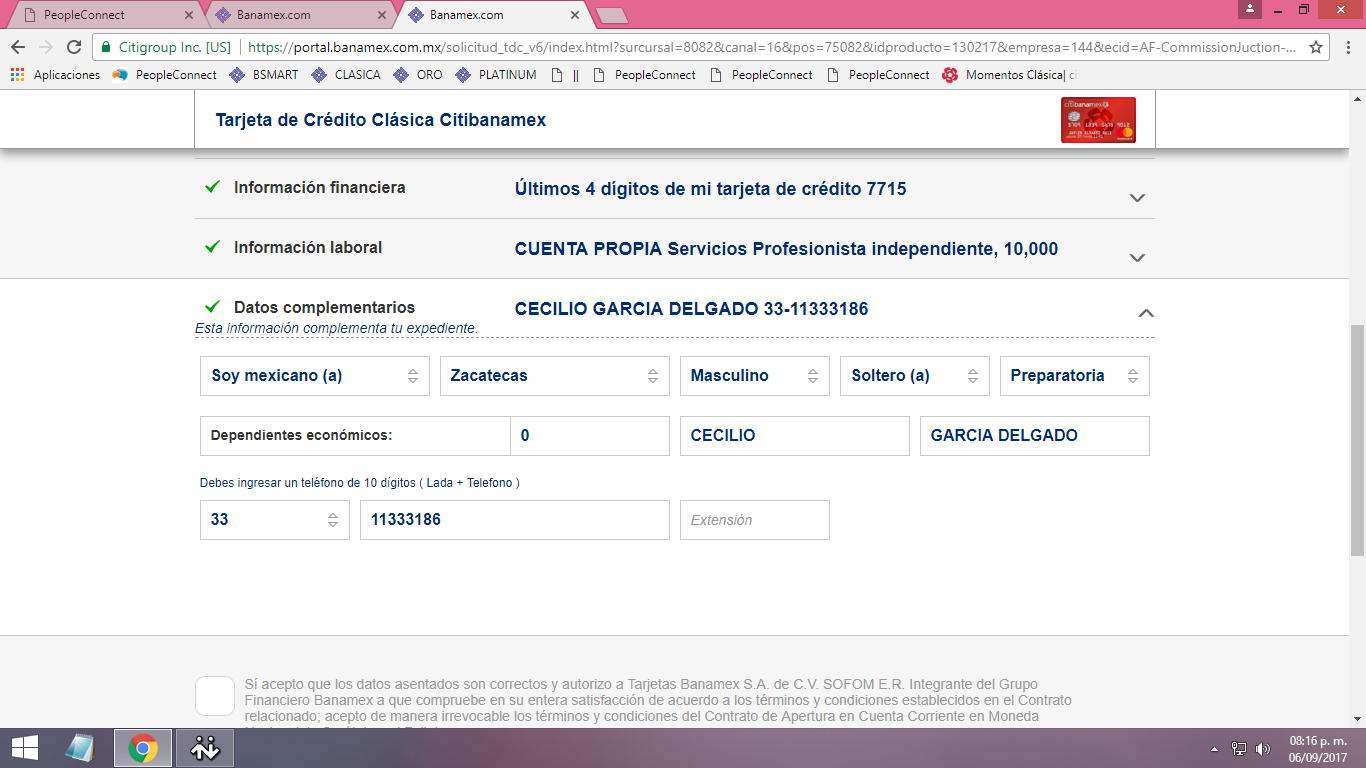 PeopleConnect
Banamex.com
Banamex.com
Citigroup Inc. [US] https://portal.banamex.com.mx/solicitud_tdc_v6/index.html?sursursal=8082&canal=16&pos=75082&idproducto=130217&empresa=144&ecid=AF-CommissionJuction-...
Aplicaciones PeopleConnect BSMART CLASICA ORO PLATINUM || PeopleConnect PeopleConnect PeopleConnect Momentos Clásica| ci
Tarjeta de Crédito Clásica Citibanamex
citibanamex
Información financiera Últimos 4 dígitos de mi tarjeta de crédito 7715
Información laboral CUENTA PROPIA Servicios Profesionista independiente, 10,000
Datos complementarios CECILIO GARCIA DELGADO 33-11333186
Esta información complementa tu expediente.
Soy mexicano (a) Zacatecas Masculino Soltero (a) Preparatoria
Dependientes económicos: 0 CECILIO GARCIA DELGADO
Debes ingresar un teléfono de 10 dígitos ( Lada + Telefono )
33 11333186 Extensión
Sí acepto que los datos asentados son correctos y autorizo a Tarjetas Banamex S.A. de C.V. SOFOM E.R. Integrante del Grupo
Financiero Banamex a que compruebe en su entera satisfacción de acuerdo a los términos y condiciones establecidos en el Contrato
relacionado; acepto de manera irrevocable los términos y condiciones del Contrato de Apertura en Cuenta Corriente en Moneda
08:16 p. m.
06/09/2017